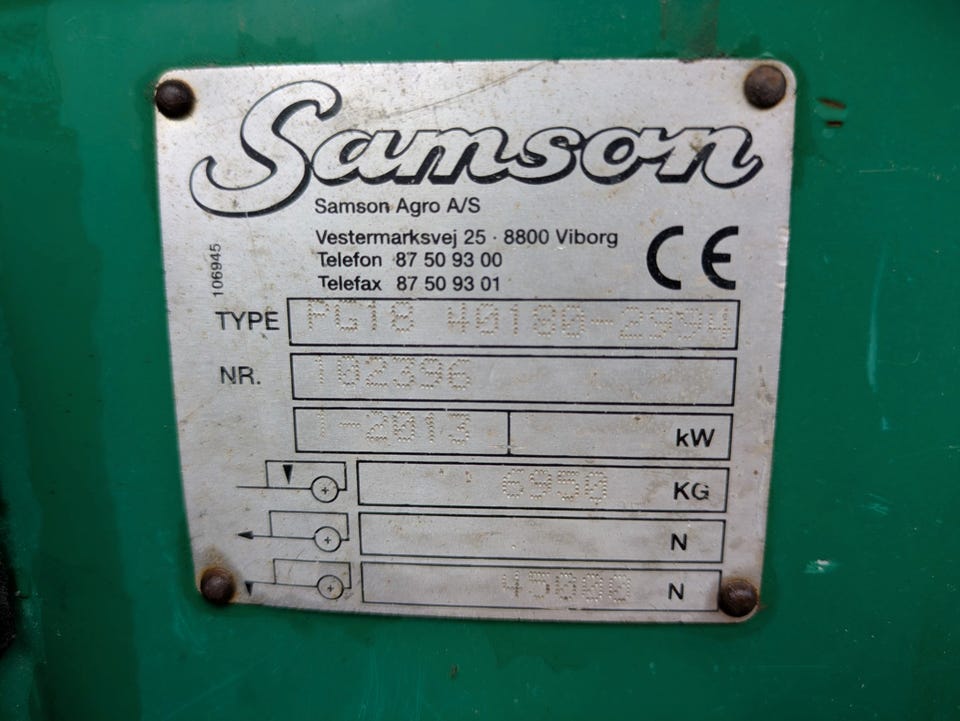 Samson
Samson Agro A/S
Vestermarksvej 25 · 8800 Viborg
Telefon 87 50 93 00
Telefax 87 50 93 01
CE
106945
TYPE PG18 40180-2994
NR. 102396
1-2013 kW
6950 KG
N
45000 N